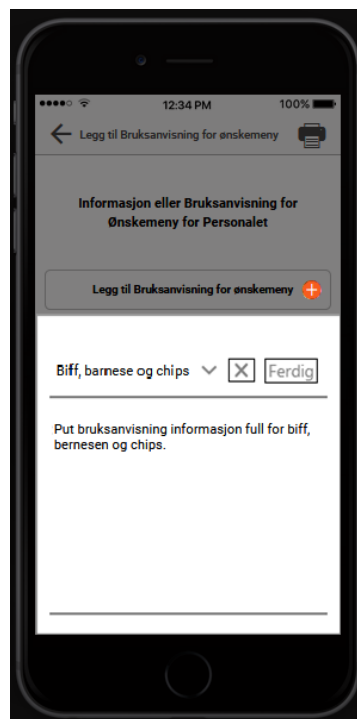 12:34 PM
100%
Legg til Bruksanvisning for ønskemeny
Informasjon eller Bruksanvisning for
Ønskemeny for Personalet
Legg til Bruksanvisning for ønskemeny
Biff, barnese og chips
Ferdig
Put bruksanvisning informasjon full for biff,
bernesen og chips.